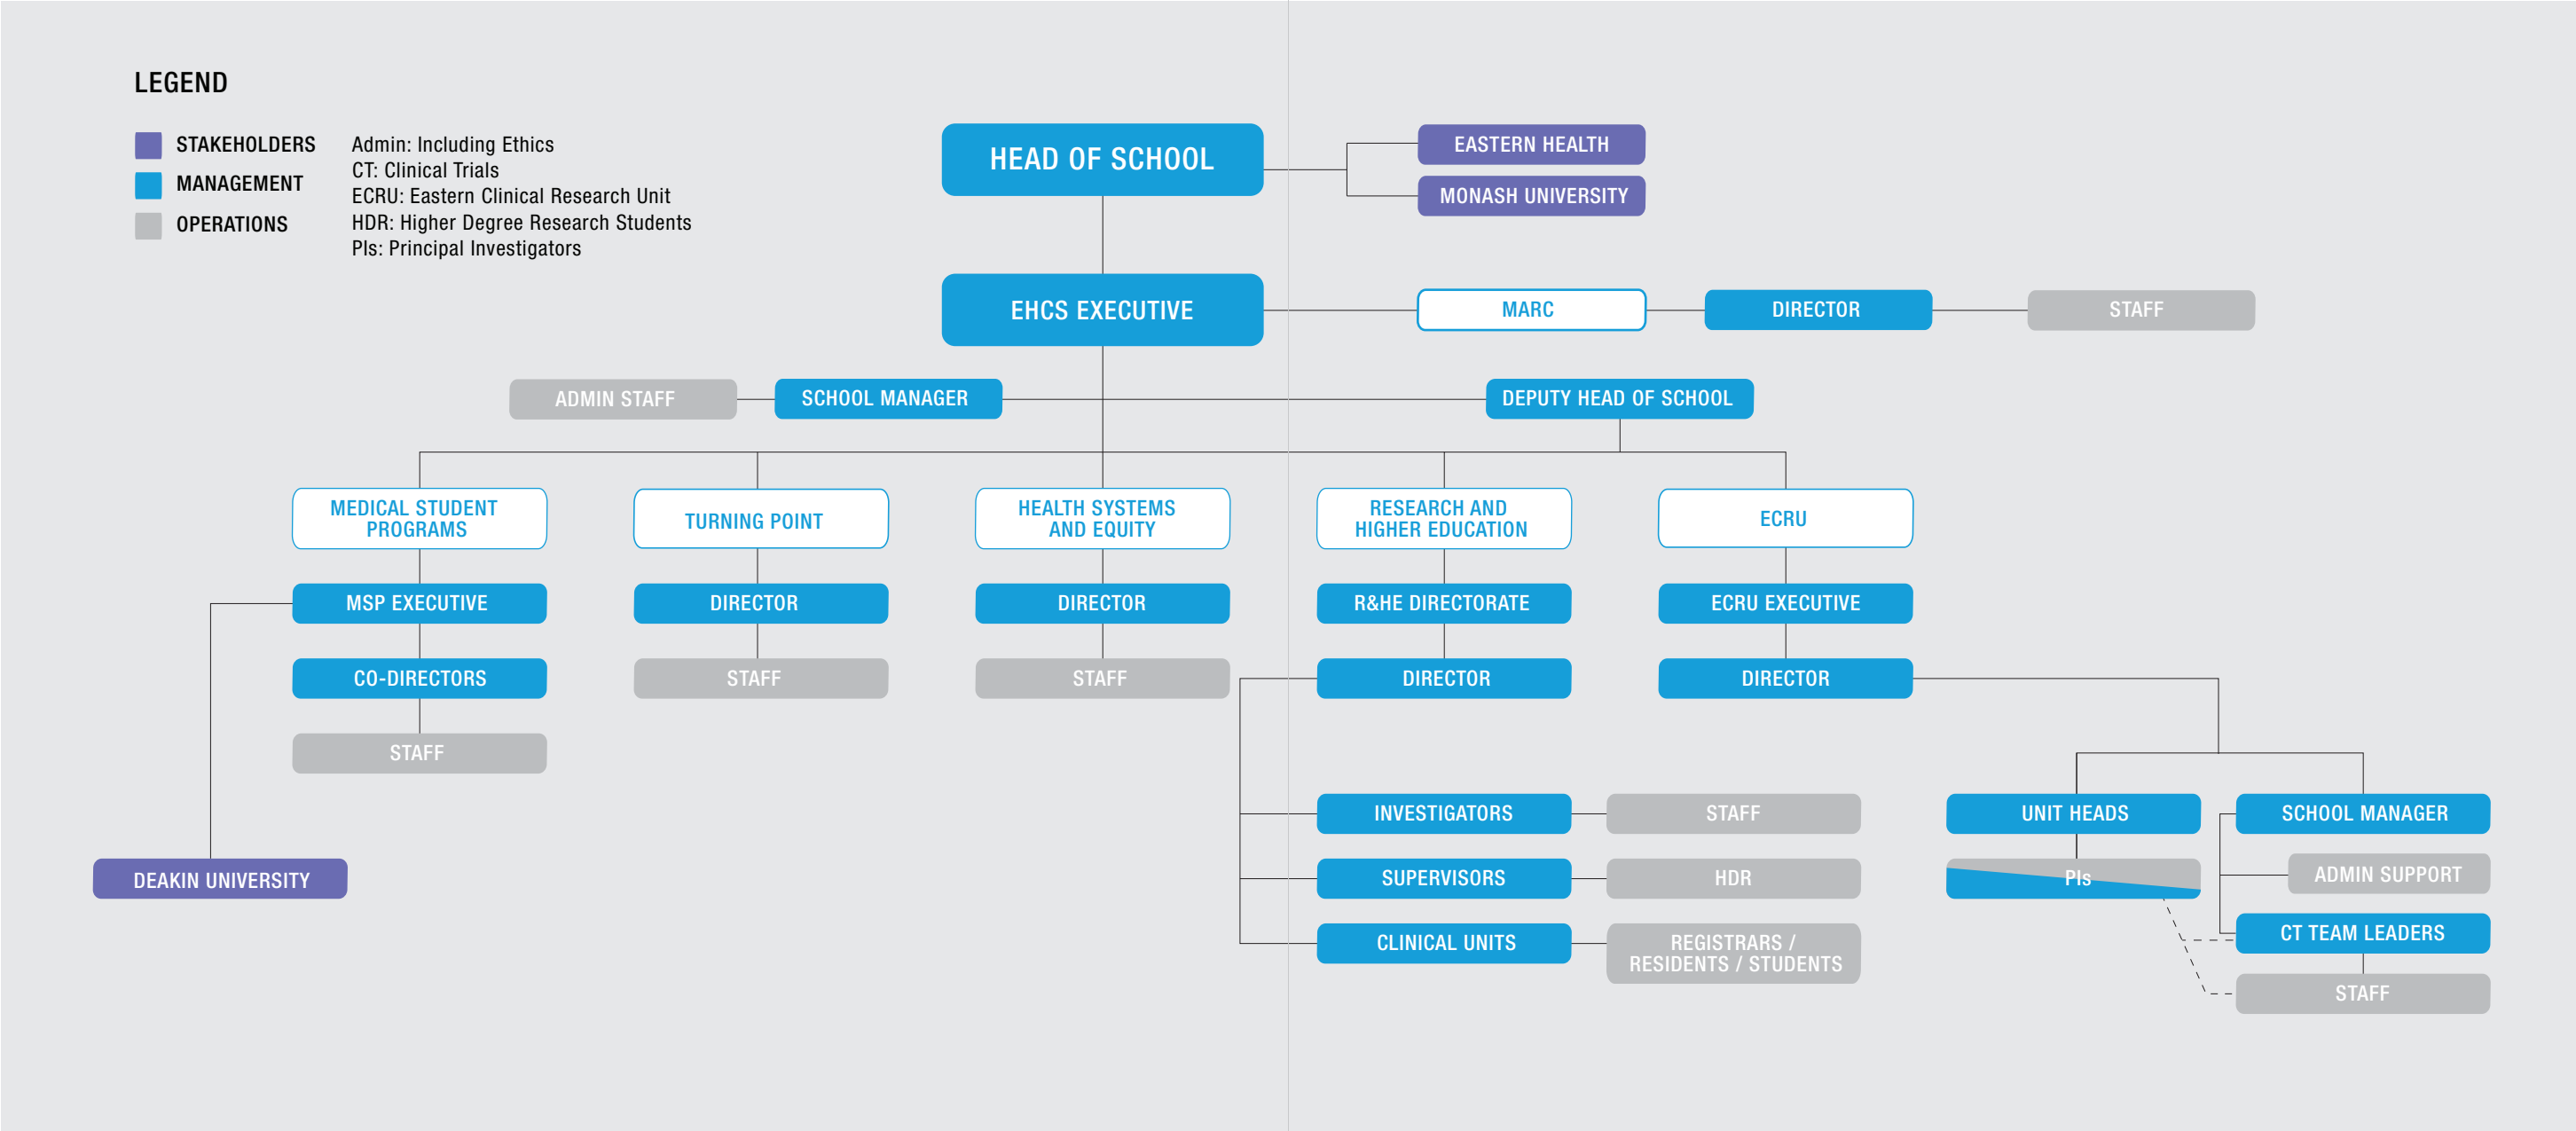 LEGEND
STAKEHOLDERS
MANAGEMENT
OPERATIONS
Admin: Including Ethics
CT: Clinical Trials
ECRU: Eastern Clinical Research Unit
HDR: Higher Degree Research Students
PIs: Principal Investigators
HEAD OF SCHOOL
EASTERN HEALTH
MONASH UNIVERSITY
EHCS EXECUTIVE
MARC
DIRECTOR
STAFF
ADMIN STAFF
SCHOOL MANAGER
DEPUTY HEAD OF SCHOOL
MEDICAL STUDENT
PROGRAMS
TURNING POINT
HEALTH SYSTEMS
AND EQUITY
RESEARCH AND
HIGHER EDUCATION
ECRU
MSP EXECUTIVE
DIRECTOR
DIRECTOR
R&HE DIRECTORATE
ECRU EXECUTIVE
CO-DIRECTORS
STAFF
STAFF
DIRECTOR
DIRECTOR
STAFF
INVESTIGATORS
STAFF
UNIT HEADS
SCHOOL MANAGER
DEAKIN UNIVERSITY
SUPERVISORS
HDR
PIs
ADMIN SUPPORT
CLINICAL UNITS
REGISTRARS /
RESIDENTS / STUDENTS
CT TEAM LEADERS
STAFF